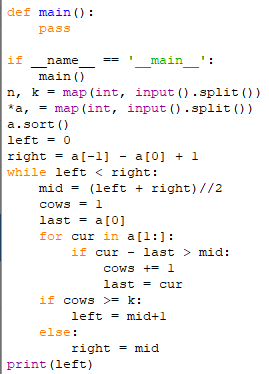 def main():
    pass

if __name__ == '__main__':
    main()
n, k = map(int, input().split())
*a, = map(int, input().split())
a.sort()
left = 0
right = a[-1] - a[0] + 1
while left < right:
    mid = (left + right)//2
    cows = 1
    last = a[0]
    for cur in a[1:]:
        if cur - last > mid:
            cows += 1
            last = cur
    if cows >= k:
        left = mid+1
    else:
        right = mid
print(left)